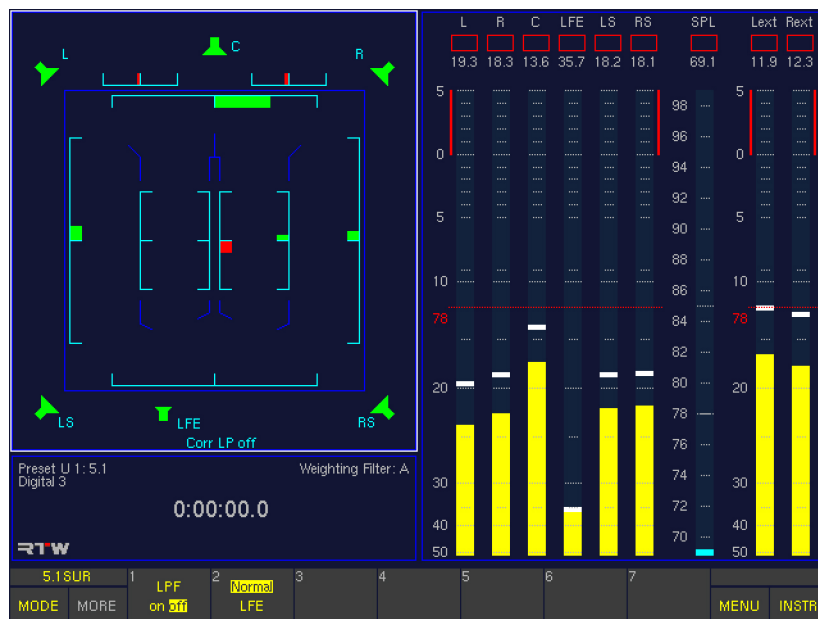 L R C LFE LS RS SPL Lext Rext
19.3 18.3 13.6 35.7 18.2 18.1 69.1 11.9 12.3
L C R
LS LFE RS
Corr LP off
5 98 5
96
0 0
94
92
5 90 5
88
10 10
86
78 84 78
82
20 80 20
78
76
30 74 30
72
40 40
70
50 50
Preset U 1: 5.1 Weighting Filter: A
Digital 3
0:00:00.0
RTW
5.1SUR 1 2 3 4 5 6 7
LPF Normal
MODE MORE on off LFE MENU INSTR